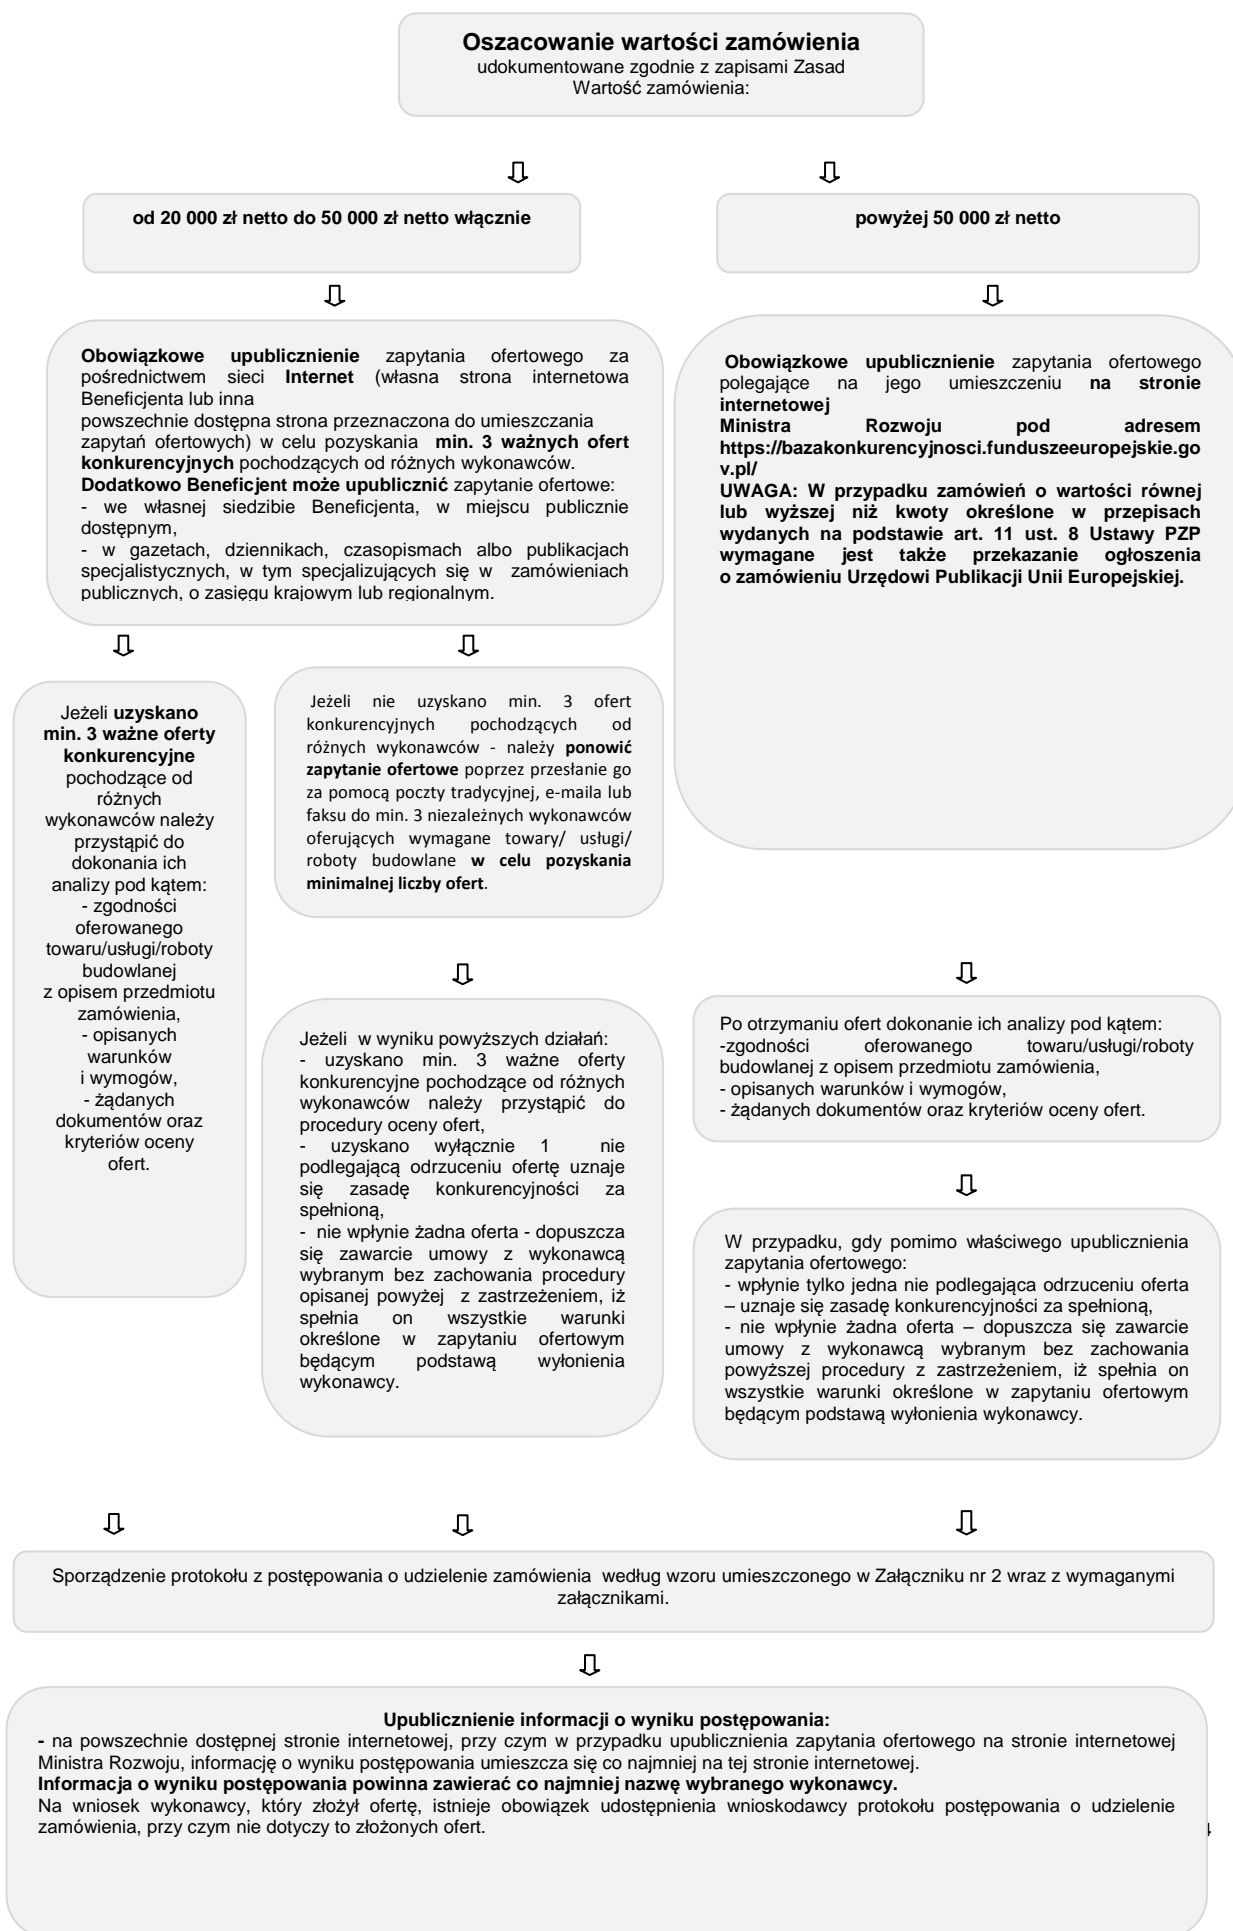 Oszacowanie wartości zamówienia
udokumentowane zgodnie z zapisami Zasad
Wartość zamówienia:
od 20 000 zł netto do 50 000 zł netto włącznie
powyżej 50 000 zł netto
Obowiązkowe upublicznienie zapytania ofertowego za
pośrednictwem sieci Internet (własna strona internetowa
Beneficjenta lub inna
powszechnie dostępna strona przeznaczona do umieszczania
zapytań ofertowych) w celu pozyskania min. 3 ważnych ofert
konkurencyjnych pochodzących od różnych wykonawców.
Dodatkowo Beneficjent może upublicznić zapytanie ofertowe:
- we własnej siedzibie Beneficjenta, w miejscu publicznie
dostępnym,
- w gazetach, dziennikach, czasopismach albo publikacjach
specjalistycznych, w tym specjalizujących się w zamówieniach
publicznych, o zasięgu krajowym lub regionalnym.
Obowiązkowe upublicznienie zapytania ofertowego
polegające na jego umieszczeniu na stronie
internetowej
Ministra Rozwoju pod adresem
https://bazakonkurencyjnosci.funduszeeuropejskie.go
v.pl/
UWAGA: W przypadku zamówień o wartości równej
lub wyższej niż kwoty określone w przepisach
wydanych na podstawie art. 11 ust. 8 Ustawy PZP
wymagane jest także przekazanie ogłoszenia
o zamówieniu Urzędowi Publikacji Unii Europejskiej.
Jeżeli uzyskano
min. 3 ważne oferty
konkurencyjne
pochodzące od
różnych
wykonawców należy
przystąpić do
dokonania ich
analizy pod kątem:
- zgodności
oferowanego
towaru/usługi/roboty
budowlanej
z opisem przedmiotu
zamówienia,
- opisanych
warunków
i wymogów,
- żądanych
dokumentów oraz
kryteriów oceny
ofert.
Jeżeli nie uzyskano min. 3 ofert
konkurencyjnych pochodzących od
różnych wykonawców - należy ponowić
zapytanie ofertowe poprzez przesłanie go
za pomocą poczty tradycyjnej, e-maila lub
faksu do min. 3 niezależnych wykonawców
oferujących wymagane towary/ usługi/
roboty budowlane w celu pozyskania
minimalnej liczby ofert.
Jeżeli w wyniku powyższych działań:
- uzyskano min. 3 ważne oferty
konkurencyjne pochodzące od różnych
wykonawców należy przystąpić do
procedury oceny ofert,
- uzyskano wyłącznie 1 nie
podlegającą odrzuceniu ofertę uznaje
się zasadę konkurencyjności za
spełnioną,
- nie wpłynie żadna oferta - dopuszcza
się zawarcie umowy z wykonawcą
wybranym bez zachowania procedury
opisanej powyżej z zastrzeżeniem, iż
spełnia on wszystkie warunki
określone w zapytaniu ofertowym
będącym podstawą wyłonienia
wykonawcy.
Po otrzymaniu ofert dokonanie ich analizy pod kątem:
-zgodności oferowanego towaru/usługi/roboty
budowlanej z opisem przedmiotu zamówienia,
- opisanych warunków i wymogów,
- żądanych dokumentów oraz kryteriów oceny ofert.
W przypadku, gdy pomimo właściwego upublicznienia
zapytania ofertowego:
- wpłynie tylko jedna nie podlegająca odrzuceniu oferta
– uznaje się zasadę konkurencyjności za spełnioną,
- nie wpłynie żadna oferta – dopuszcza się zawarcie
umowy z wykonawcą wybranym bez zachowania
powyższej procedury z zastrzeżeniem, iż spełnia on
wszystkie warunki określone w zapytaniu ofertowym
będącym podstawą wyłonienia wykonawcy.
Sporządzenie protokołu z postępowania o udzielenie zamówienia według wzoru umieszczonego w Załączniku nr 2 wraz z wymaganymi
załącznikami.
Upublicznienie informacji o wyniku postępowania:
- na powszechnie dostępnej stronie internetowej, przy czym w przypadku upublicznienia zapytania ofertowego na stronie internetowej
Ministra Rozwoju, informację o wyniku postępowania umieszcza się co najmniej na tej stronie internetowej.
Informacja o wyniku postępowania powinna zawierać co najmniej nazwę wybranego wykonawcy.
Na wniosek wykonawcy, który złożył ofertę, istnieje obowiązek udostępnienia wnioskodawcy protokołu postępowania o udzielenie
zamówienia, przy czym nie dotyczy to złożonych ofert.